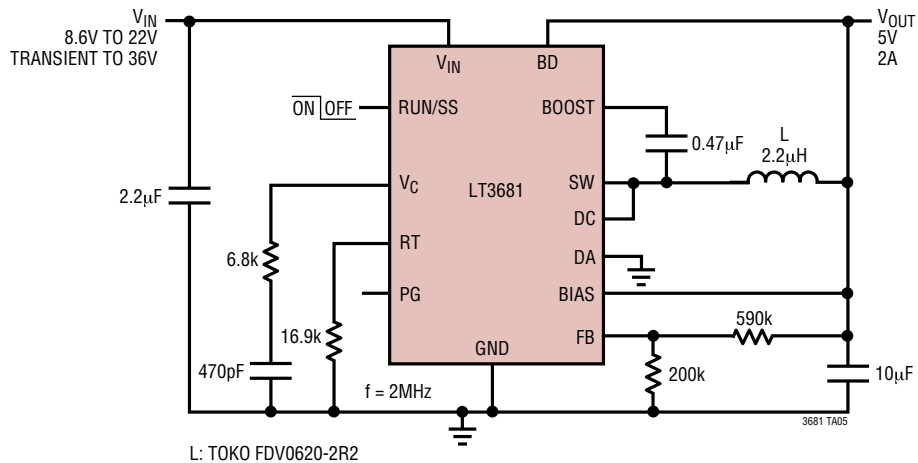 VIN
8.6V TO 22V
TRANSIENT TO 36V
VOUT
5V
2A
VIN
BD
ON OFF
RUN/SS
BOOST
0.47µF
L
2.2µH
2.2µF
VC
LT3681
SW
DC
RT
6.8k
DA
PG
BIAS
16.9k
590k
FB
GND
470pF
f = 2MHz
200k
10µF
3681 TA05
L: TOKO FDV0620-2R2